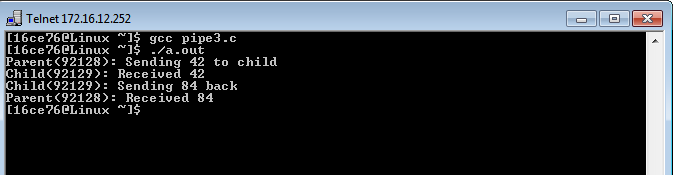 Telnet 172.16.12.252
[16ce76@Linux ~]$ gcc pipe3.c
[16ce76@Linux ~]$ ./a.out
Parent(92128): Sending 42 to child
Child(92129): Received 42
Child(92129): Sending 84 back
Parent(92128): Received 84
[16ce76@Linux ~]$